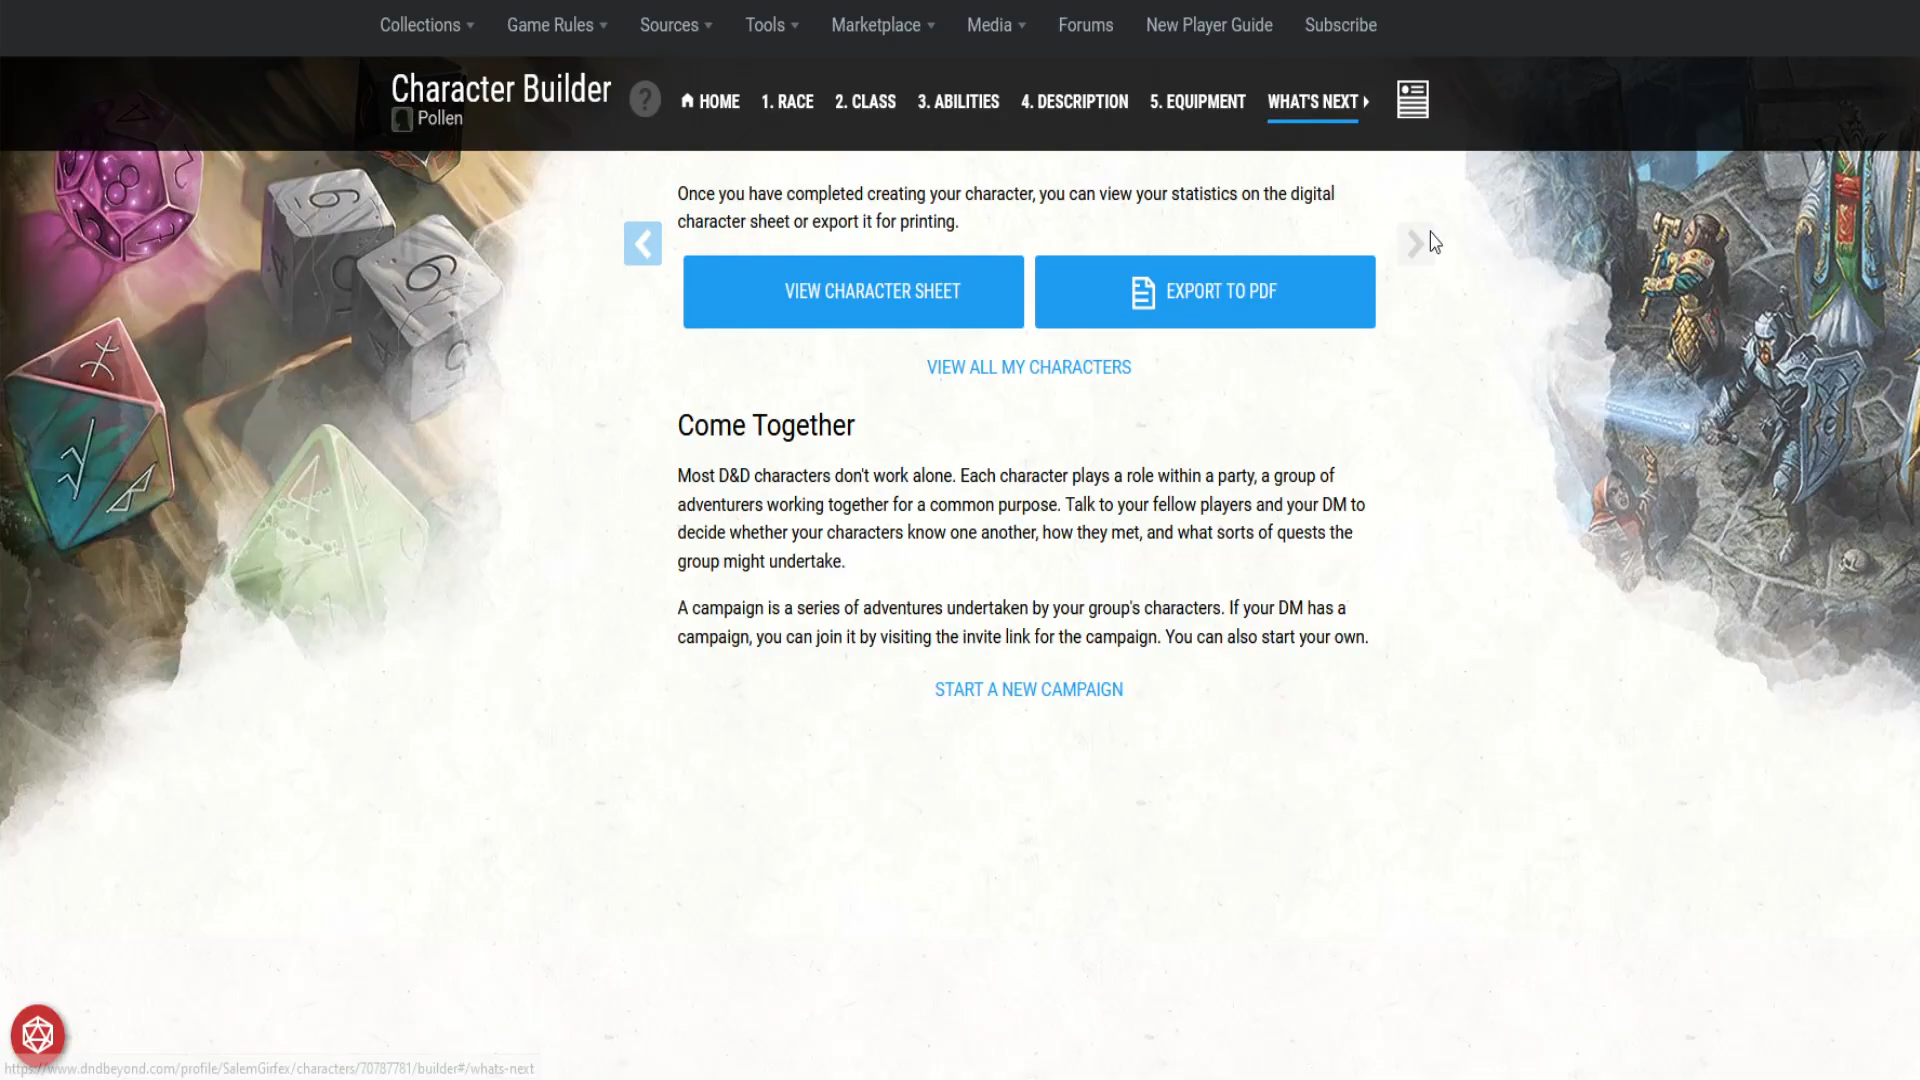 Collections Game Rules Sources Tools Marketplace Media Forums New Player Guide Subscribe
Character Builder
Pollen
?
HOME 1. RACE 2. CLASS 3. ABILITIES 4. DESCRIPTION 5. EQUIPMENT WHAT'S NEXT
Once you have completed creating your character, you can view your statistics on the digital
character sheet or export it for printing.
VIEW CHARACTER SHEET EXPORT TO PDF
VIEW ALL MY CHARACTERS
Come Together
Most D&D characters don't work alone. Each character plays a role within a party, a group of
adventurers working together for a common purpose. Talk to your fellow players and your DM to
decide whether your characters know one another, how they met, and what sorts of quests the
group might undertake.
A campaign is a series of adventures undertaken by your group's characters. If your DM has a
campaign, you can join it by visiting the invite link for the campaign. You can also start your own.
START A NEW CAMPAIGN
https://www.dndbeyond.com/profile/SalemGirfex/characters/70787781/builder#/whats-next